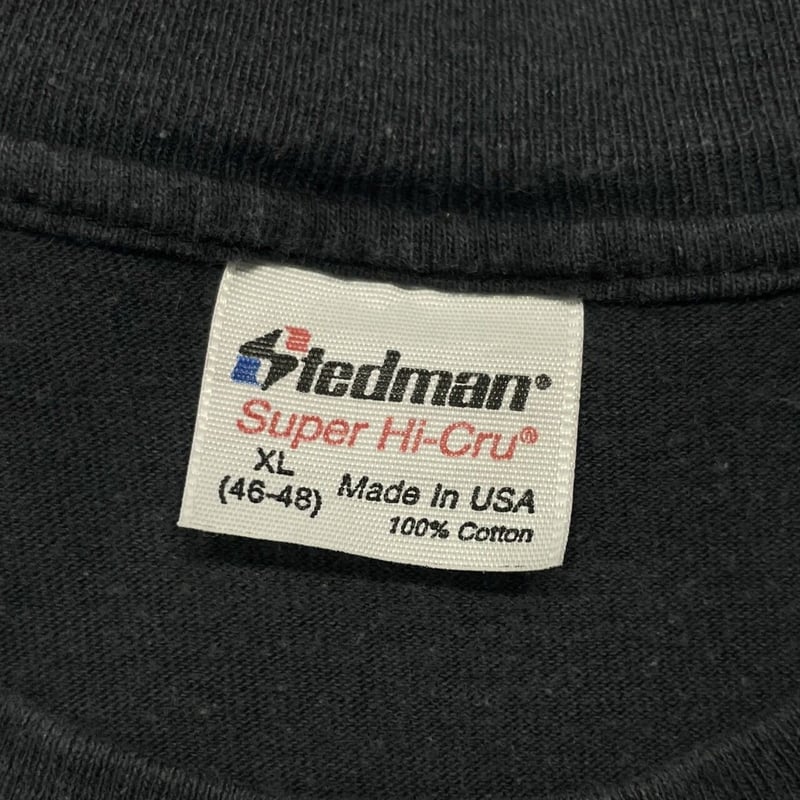 Stedman®
Super Hi-Cru®
XL
(46-48) Made In USA
100% Cotton